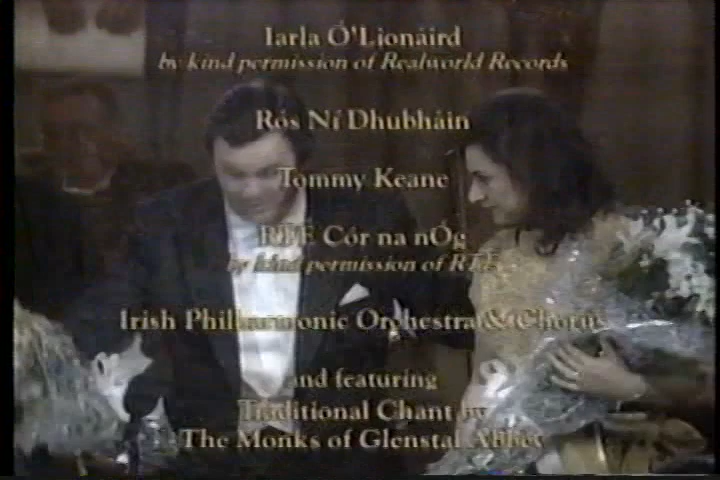 Iarla Ó'Lionáird
by kind permission of Realworld Records
Rós Ní Dhubháin
Tommy Keane
RTÉ Cór na nÓg
by kind permission of RTÉ
Irish Philharmonic Orchestra & Chorus
and featuring
Traditional Chant by
The Monks of Glenstal Abbey